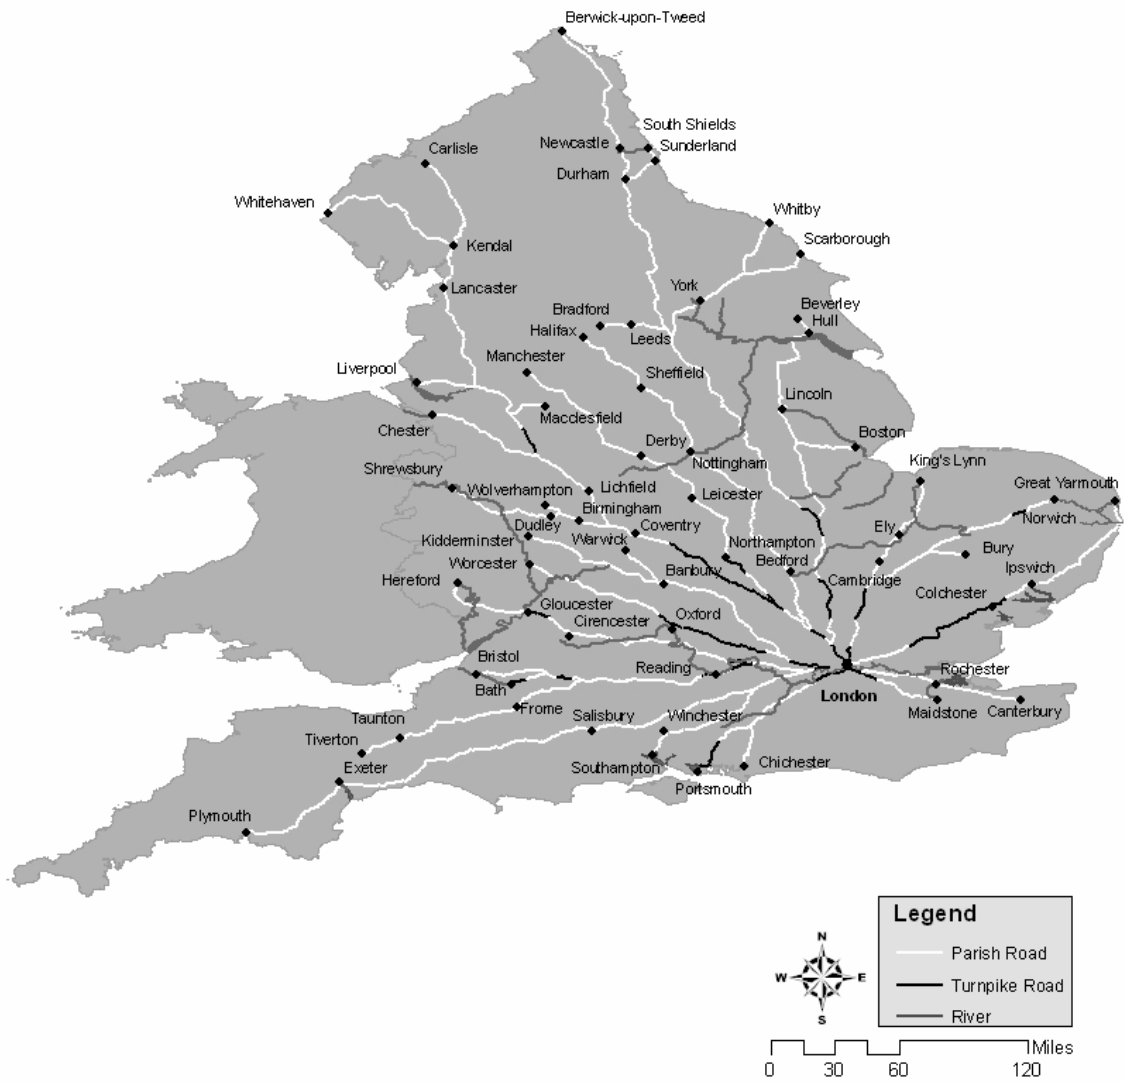 Berwick-upon-Tweed
South Shields
Newcastle
Sunderland
Carlisle
Durham
Whitehaven
Whitby
Scarborough
Kendal
Lancaster
York
Beverley
Bradford
Hull
Halifax
Leeds
Manchester
Liverpool
Sheffield
Lincoln
Macclesfield
Chester
Boston
Derby
King's Lynn
Nottingham
Shrewsbury
Great Yarmouth
Wolverhampton
Lichfield
Leicester
Birmingham
Norwich
Dudley
Coventry
Ely
Kidderminster
Warwick
Northampton
Bury
Worcester
Bedford
Ipswich
Hereford
Banbury
Cambridge
Colchester
Gloucester
Oxford
Cirencester
Bristol
Reading
Rochester
Bath
London
Frome
Maidstone
Canterbury
Taunton
Salisbury
Winchester
Tiverton
Exeter
Southampton
Chichester
Portsmouth
Plymouth
Legend
Parish Road
Turnpike Road
River
N
W
E
S
Miles
0 30 60 120